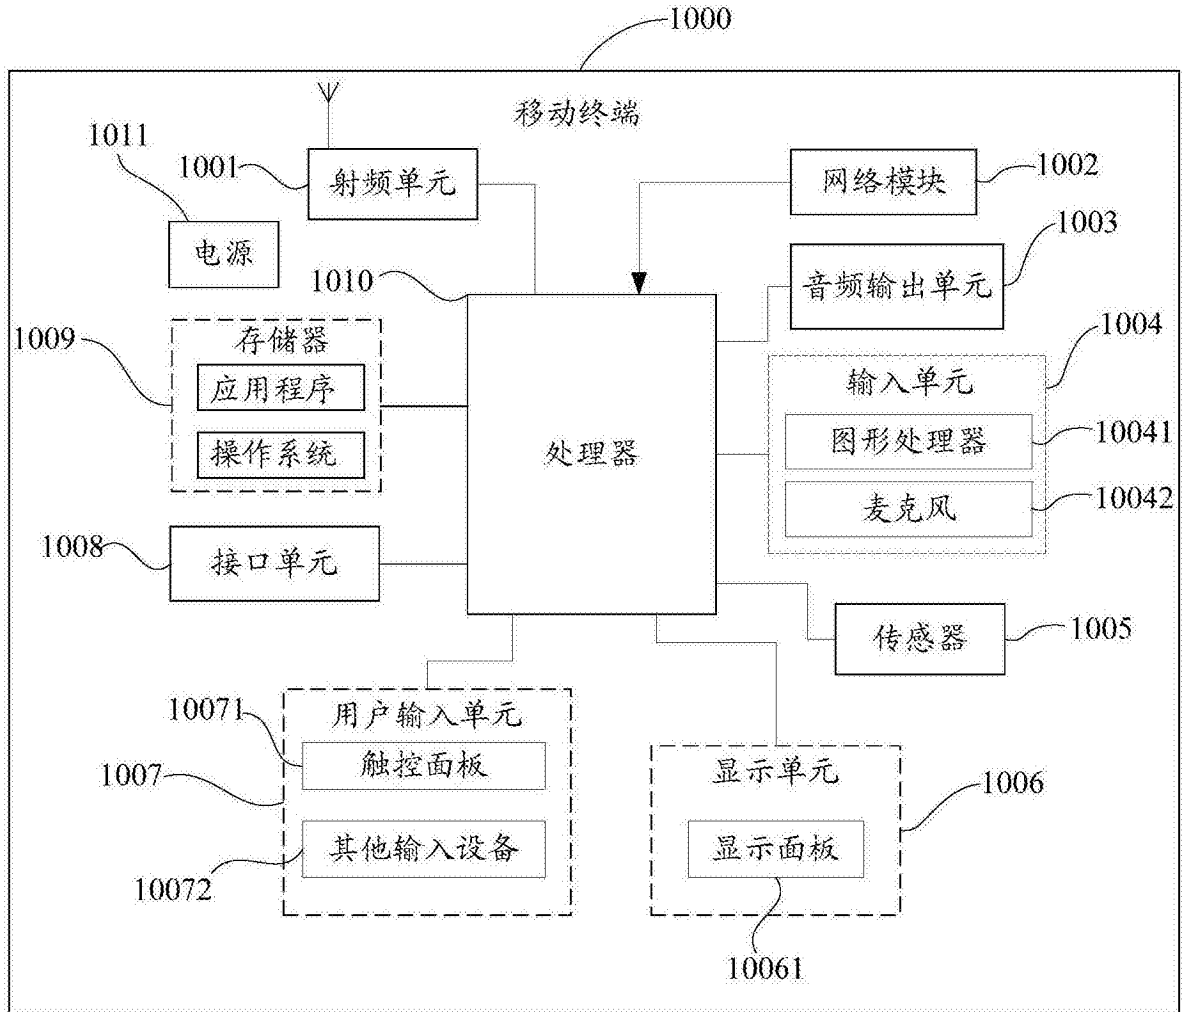 1000
移动终端
1011
1001
射频单元
网络模块
1002
电源
1010
音频输出单元
1003
1009
存储器
应用程序
操作系统
处理器
1004
输入单元
图形处理器
10041
麦克风
10042
1008
接口单元
传感器
1005
10071
用户输入单元
触控面板
1007
其他输入设备
10072
显示单元
1006
显示面板
10061